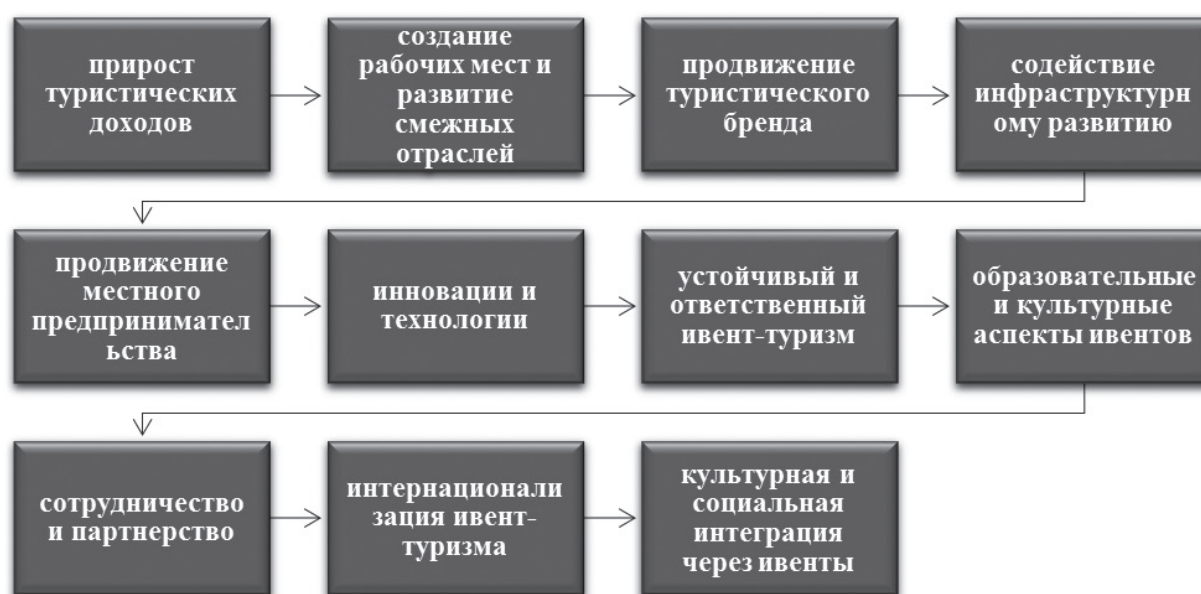 прирост
туристических
доходов
создание
рабочих мест и
развитие
смежных
отраслей
продвижение
туристического
бренда
содействие
инфраструктурн
ому развитию
продвижение
местного
предпринимател
ьства
инновации и
технологии
устойчивый и
ответственный
ивент-туризм
образовательные
и культурные
аспекты ивентов
сотрудничество
и партнерство
интернационали
зация ивент-
туризма
культурная и
социальная
интеграция
через ивенты